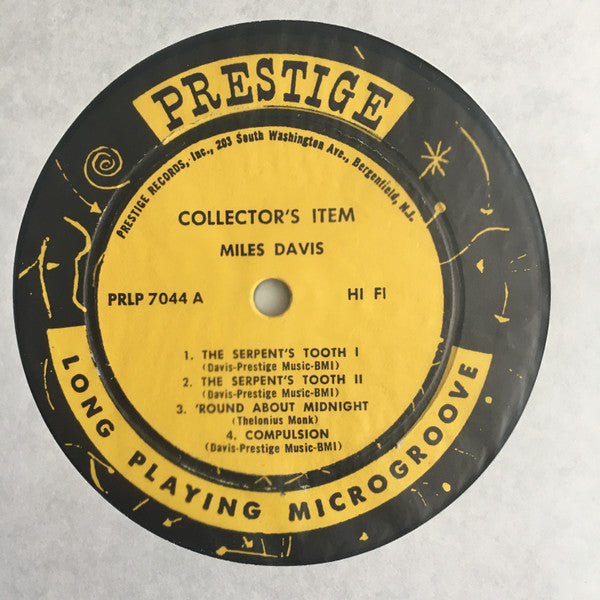 PRESTIGE
PRESTIGE RECORDS, Inc., 203 South Washington Ave., Bergenfield, N.J.
COLLECTOR'S ITEM
MILES DAVIS
PRLP 7044 A HI FI
1. THE SERPENT'S TOOTH I
(Davis-Prestige Music-BMI)
2. THE SERPENT'S TOOTH II
(Davis-Prestige Music-BMI)
3. 'ROUND ABOUT MIDNIGHT
(Thelonius Monk)
4. COMPULSION
(Davis-Prestige Music-BMI)
LONG PLAYING MICROGROOVE